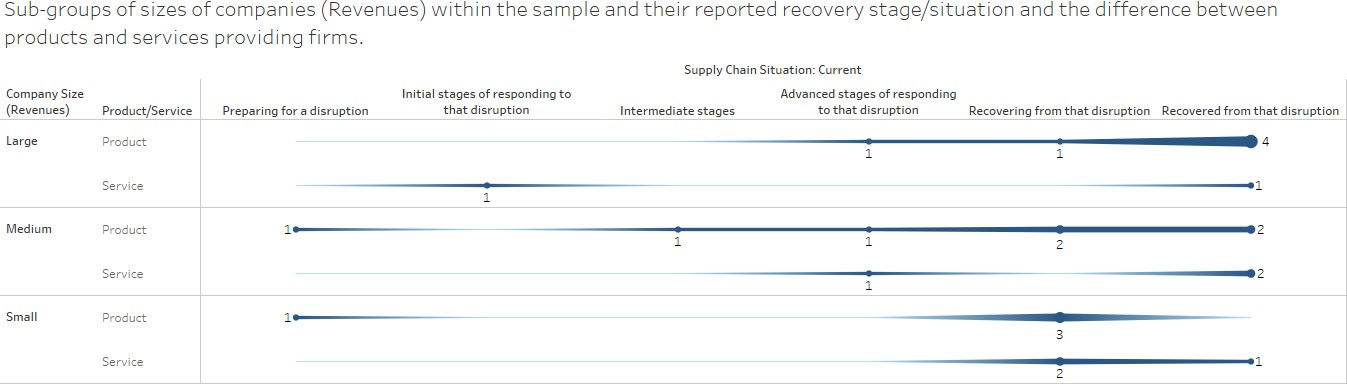 Sub-groups of sizes of companies (Revenues) within the sample and their reported recovery stage/situation and the difference between
products and services providing firms.
Supply Chain Situation: Current
Company Size
(Revenues)
Product/Service
Preparing for a disruption
Initial stages of responding to
that disruption
Intermediate stages
Advanced stages of responding
to that disruption
Recovering from that disruption
Recovered from that disruption
Large
Product
1
1
4
Service
1
1
Medium
Product
1
1
1
2
2
Service
1
2
Small
Product
1
3
Service
2
1